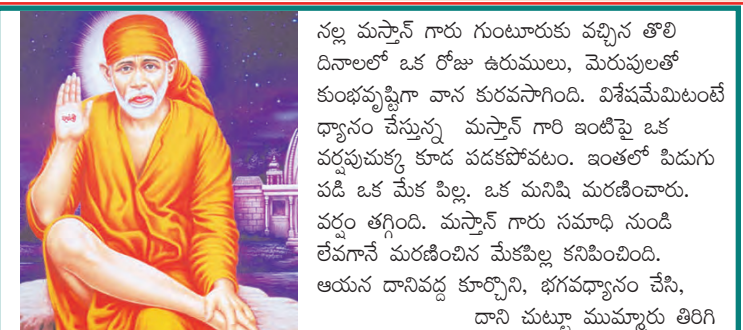 నల్ల మస్తాన్ గారు గుంటూరుకు వచ్చిన తొలి
దినాలలో ఒక రోజు ఉరుములు, మెరుపులతో
కుంభవృష్టిగా వాన కురవసాగింది. విశేషమేమిటంటే
ధ్యానం చేస్తున్న మస్తాన్ గారి ఇంటిపై ఒక
వర్షపుచుక్క కూడ పడకపోవటం. ఇంతలో పిడుగు
పడి ఒక మేక పిల్ల. ఒక మనిషి మరణించారు.
వర్షం తగ్గింది. మస్తాన్ గారు సమాధి నుండి
లేవగానే మరణించిన మేకపిల్ల కనిపించింది.
ఆయన దానివద్ద కూర్చొని, భగవధ్యానం చేసి,
దాని చుట్టూ ముమ్మారు తిరిగి